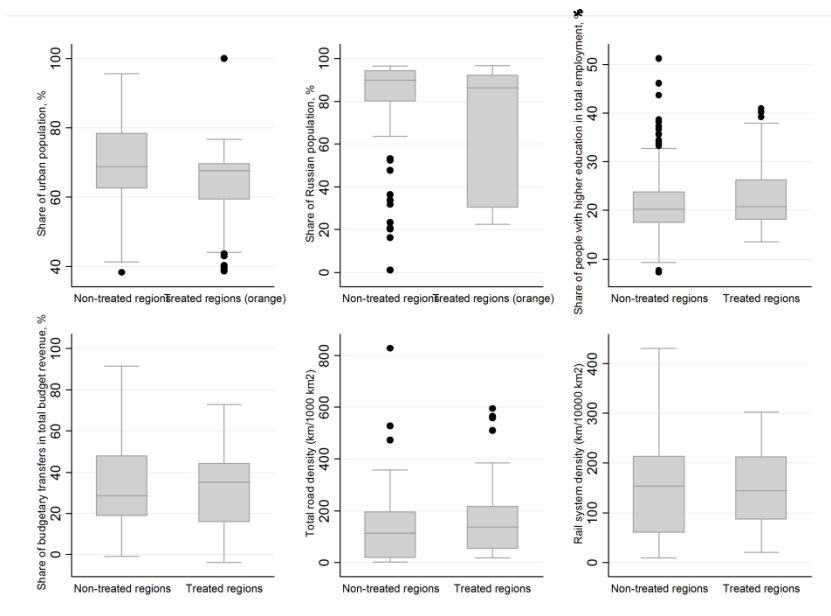 Share of urban population, %
100
80
60
40
Non-treated regions
Treated regions (orange)
Share of Russian population, %
100
80
60
40
20
0
Non-treated regions
Treated regions (orange)
Share of people with higher education in total employment, %
50
40
30
20
10
Non-treated regions
Treated regions
Share of budgetary transfers in total budget revenue, %
100
80
60
40
20
0
Non-treated regions
Treated regions
Total road density (km/1000 km2)
800
600
400
200
0
Non-treated regions
Treated regions
Rail system density (km/10000 km2)
400
300
200
100
0
Non-treated regions
Treated regions